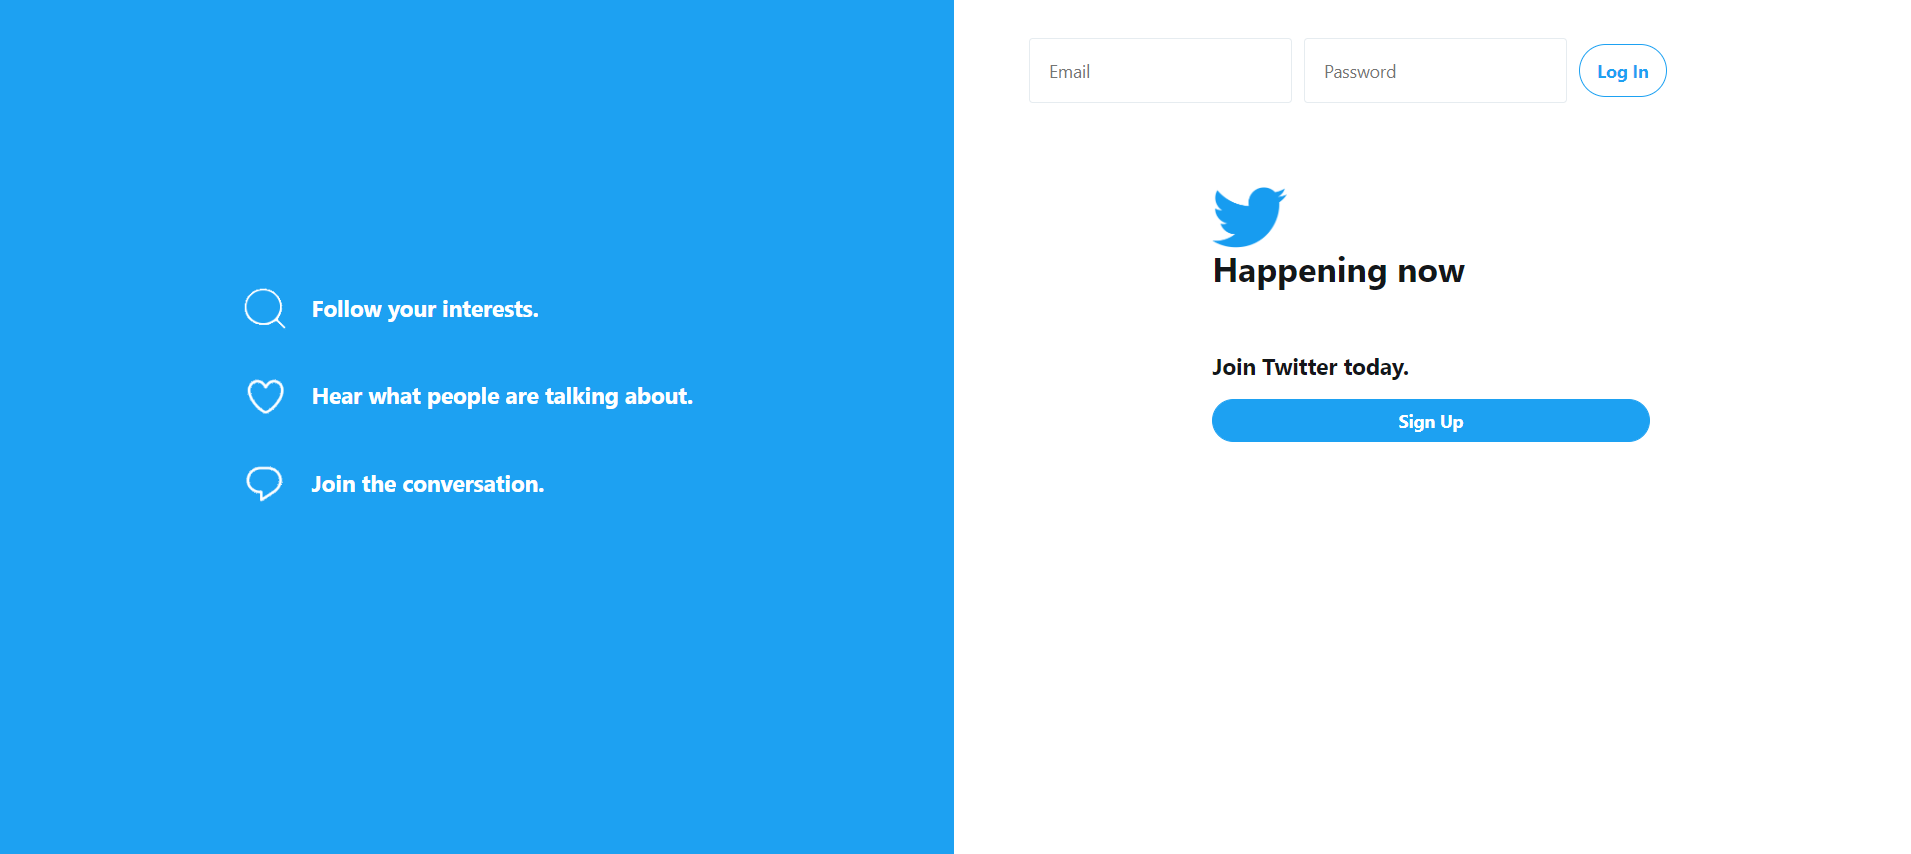 Follow your interests.
Hear what people are talking about.
Join the conversation.
Email
Password
Log In
Happening now
Join Twitter today.
Sign Up